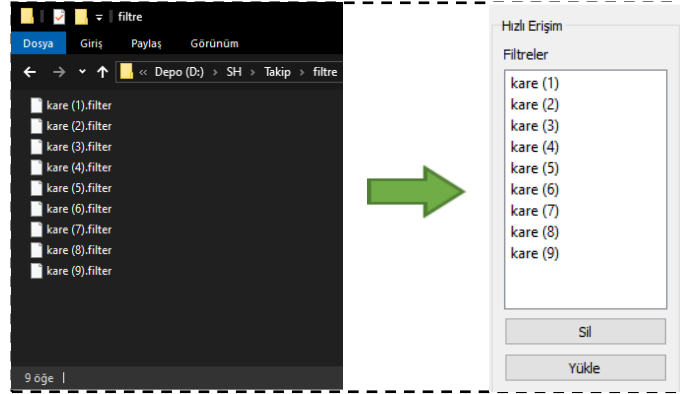 filtre
Dosya Giriş Paylaş Görünüm
« Depo (D:) > SH > Takip > filtre
kare (1).filter
kare (2).filter
kare (3).filter
kare (4).filter
kare (5).filter
kare (6).filter
kare (7).filter
kare (8).filter
kare (9).filter
9 öğe
Hızlı Erişim
Filtreler
kare (1)
kare (2)
kare (3)
kare (4)
kare (5)
kare (6)
kare (7)
kare (8)
kare (9)
Sil
Yükle